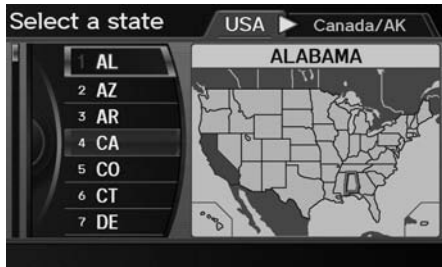 Select a state
USA
Canada/AK
ALABAMA
1 AL
2 AZ
3 AR
4 CA
5 CO
6 CT
7 DE